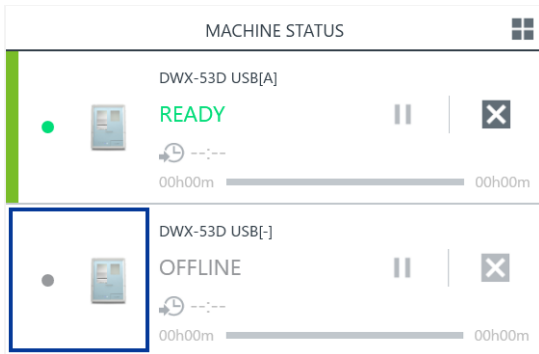 MACHINE STATUS
DWX-53D USB[A]
READY
--:--
00h00m 00h00m
DWX-53D USB[-]
OFFLINE
--:--
00h00m 00h00m